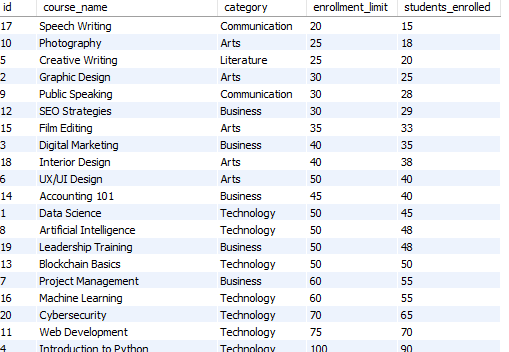 id course_name category enrollment_limit students_enrolled
17 Speech Writing Communication 20 15
10 Photography Arts 25 18
5 Creative Writing Literature 25 20
2 Graphic Design Arts 30 25
9 Public Speaking Communication 30 28
12 SEO Strategies Business 30 29
15 Film Editing Arts 35 33
3 Digital Marketing Business 40 35
18 Interior Design Arts 40 38
6 UX/UI Design Arts 50 40
14 Accounting 101 Business 45 40
1 Data Science Technology 50 45
8 Artificial Intelligence Technology 50 48
19 Leadership Training Business 50 48
13 Blockchain Basics Technology 50 50
7 Project Management Business 60 55
16 Machine Learning Technology 60 55
20 Cybersecurity Technology 70 65
11 Web Development Technology 75 70
4 Introduction to Python Technology 100 90